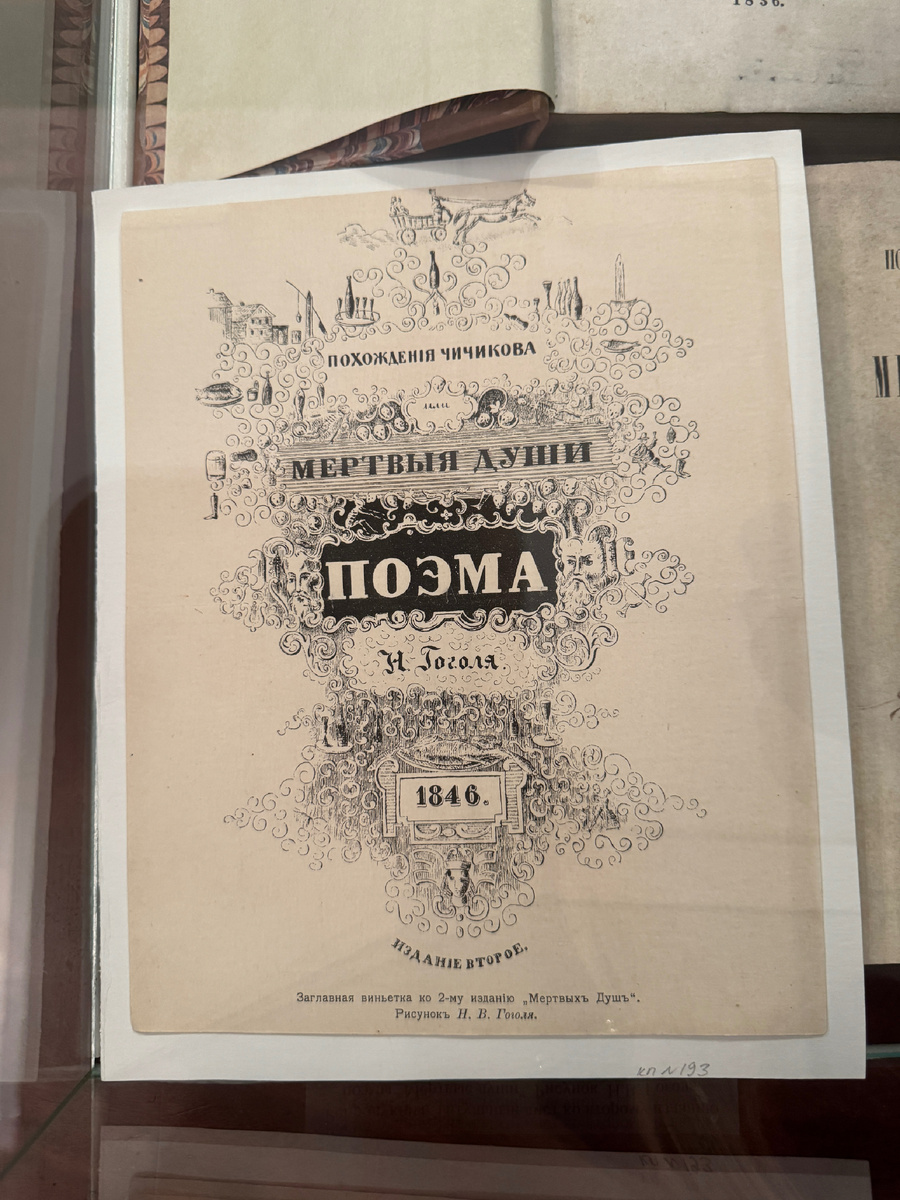 1836.
ПОХОЖДЕНІЯ ЧИЧИКОВА
ИЛИ
МЕРТВЫЯ ДУШИ
ПОЭМА
Н. Гоголя.
1846.
ИЗДАНІЕ ВТОРОЕ.
Заглавная виньетка ко 2-му изданію „Мертвыхъ Душъ“.
Рисунокъ Н. В. Гоголя.
кп N 193